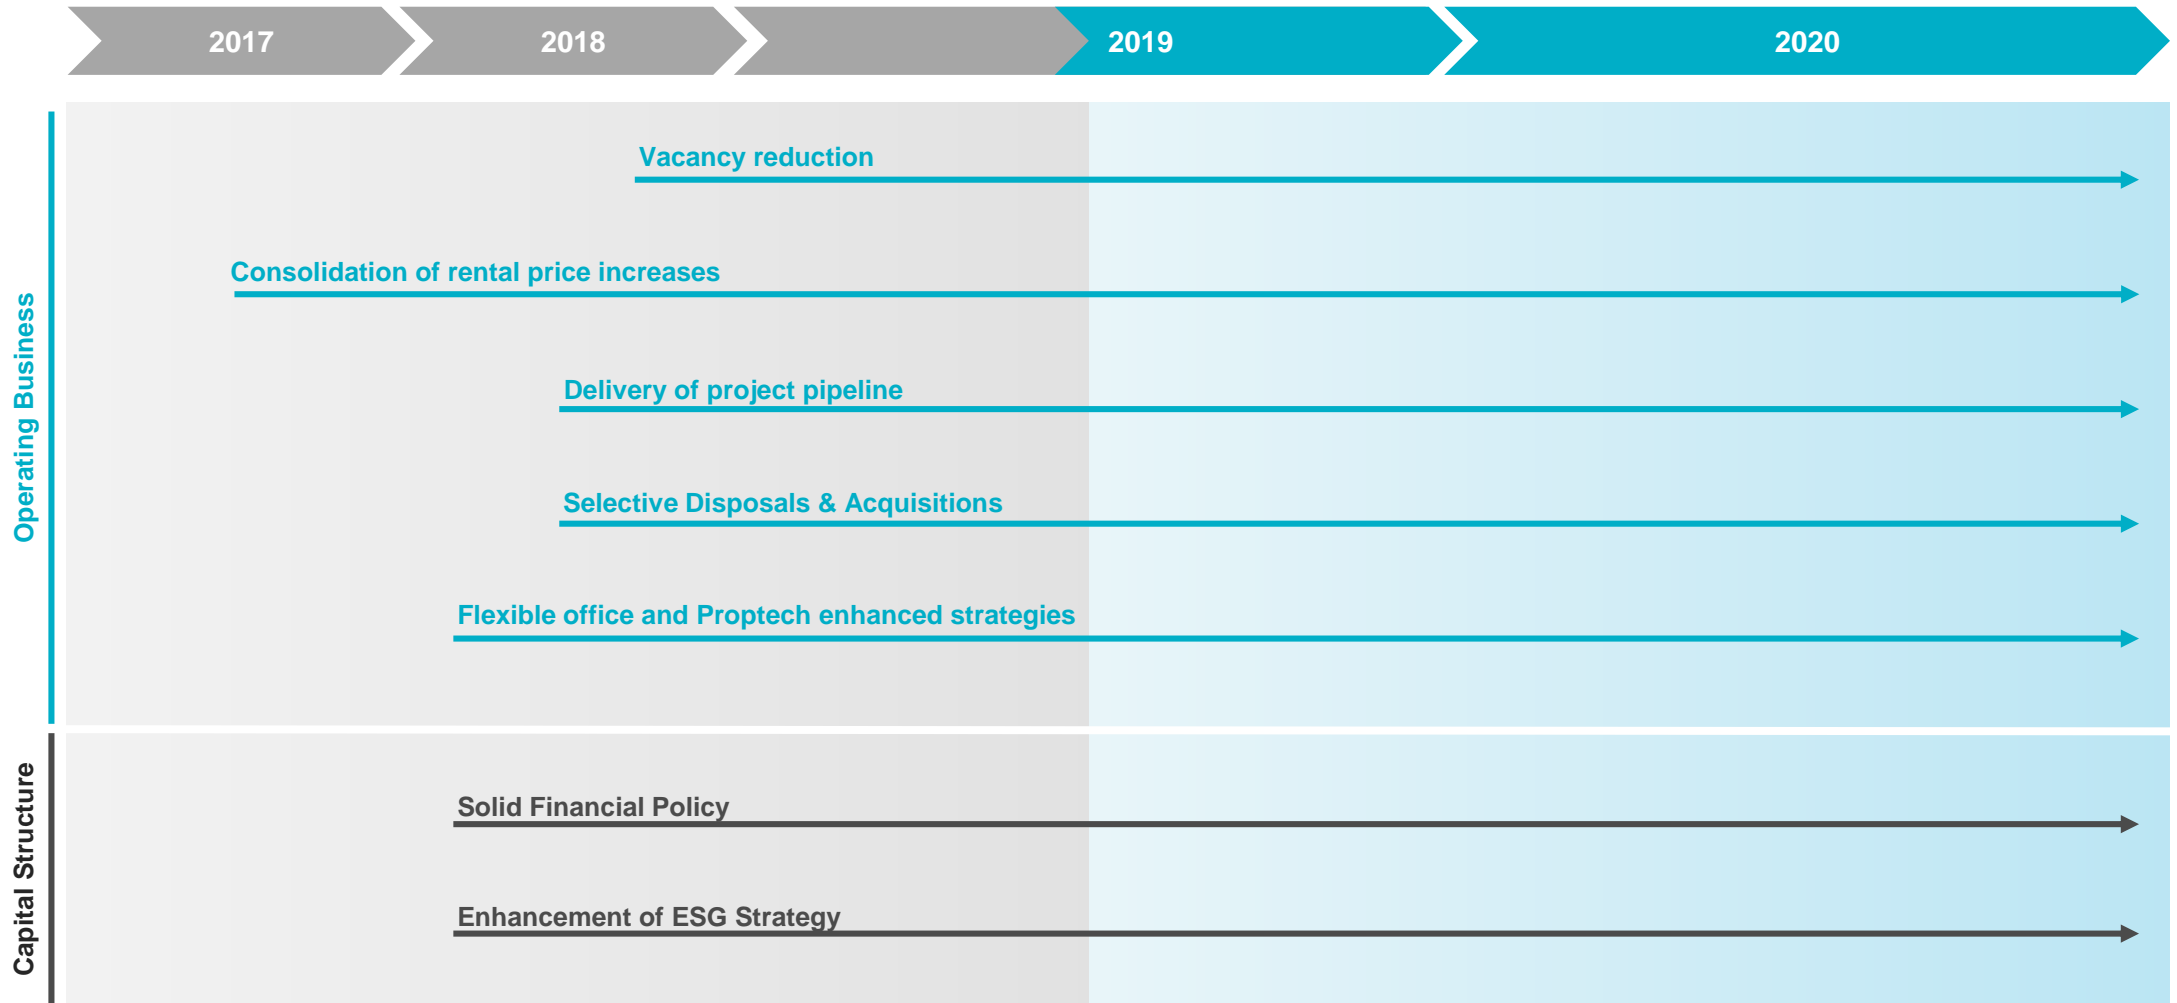 2017
2018
2019
2020
Operating Business
Vacancy reduction
Consolidation of rental price increases
Delivery of project pipeline
Selective Disposals & Acquisitions
Flexible office and Proptech enhanced strategies
Capital Structure
Solid Financial Policy
Enhancement of ESG Strategy